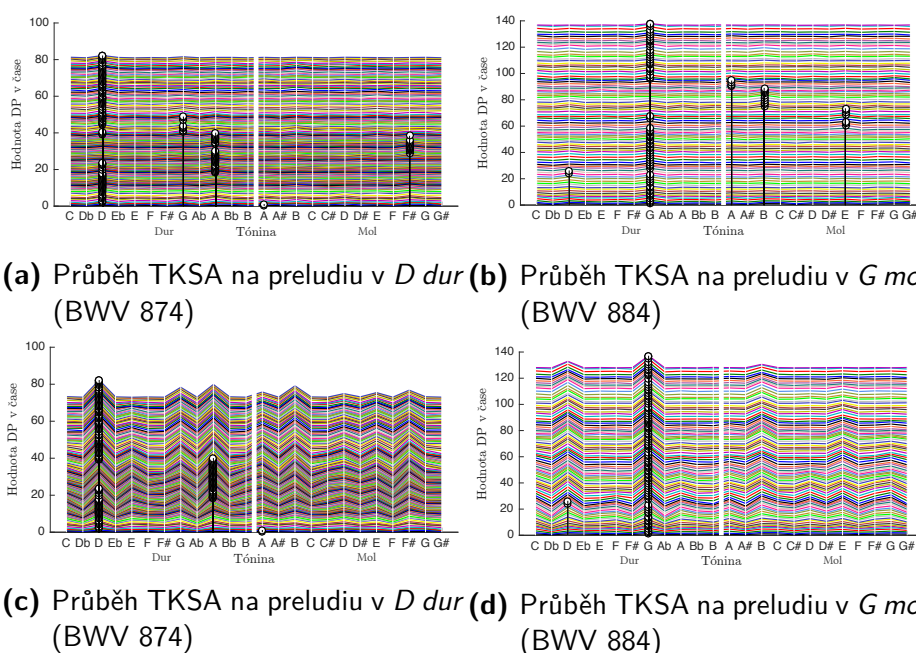 100
80
60
40
20
0
Hodnota DP v čase
C Db D Eb E F F# G Ab A Bb B A A# B C C# D D# E F F# G G#
Dur Tónina Mol
140
120
100
80
60
40
20
0
Hodnota DP v čase
C Db D Eb E F F# G Ab A Bb B A A# B C C# D D# E F F# G G#
Dur Tónina Mol
(a) Průběh TKSA na preludiu v D dur
(BWV 874)
(b) Průběh TKSA na preludiu v G mo
(BWV 884)
100
80
60
40
20
0
Hodnota DP v čase
C Db D Eb E F F# G Ab A Bb B A A# B C C# D D# E F F# G G#
Dur Tónina Mol
140
120
100
80
60
40
20
0
Hodnota DP v čase
C Db D Eb E F F# G Ab A Bb B A A# B C C# D D# E F F# G G#
Dur Tónina Mol
(c) Průběh TKSA na preludiu v D dur
(BWV 874)
(d) Průběh TKSA na preludiu v G mo
(BWV 884)